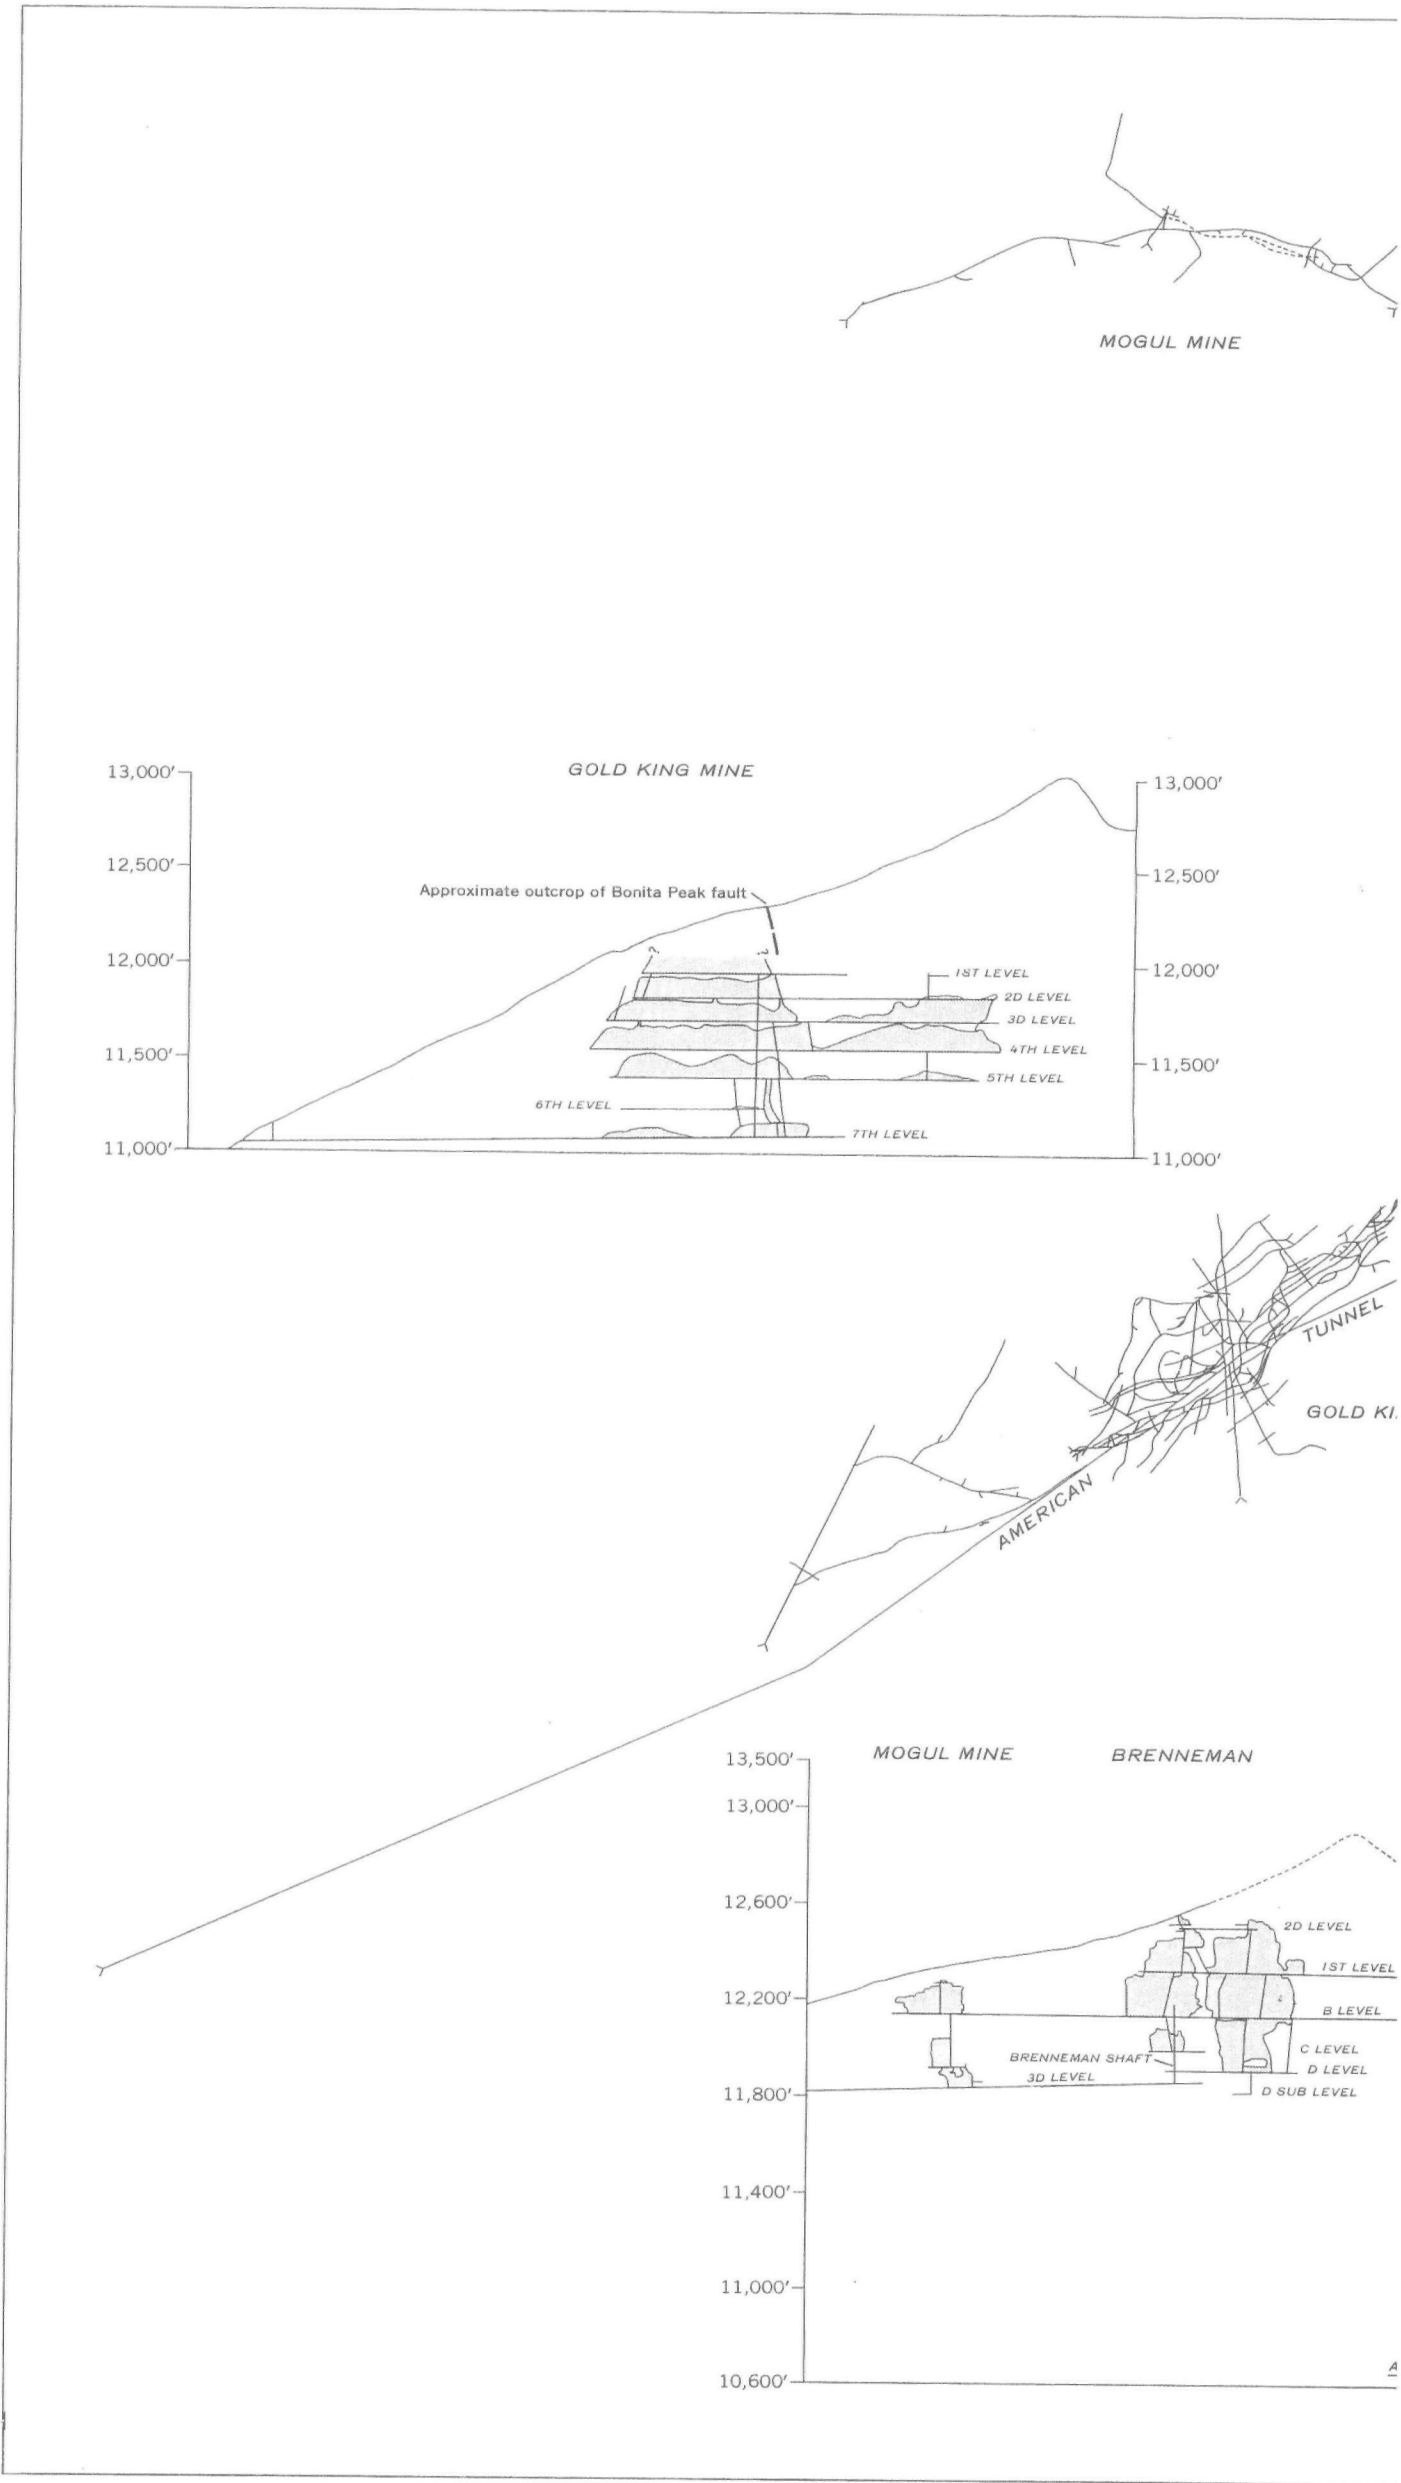 MOGUL MINE
GOLD KING MINE
13,000'
12,500'
12,000'
11,500'
11,000'
13,000'
12,500'
12,000'
11,500'
11,000'
Approximate outcrop of Bonita Peak fault
?
?
1ST LEVEL
2D LEVEL
3D LEVEL
4TH LEVEL
5TH LEVEL
6TH LEVEL
7TH LEVEL
TUNNEL
GOLD KI
AMERICAN
MOGUL MINE
BRENNEMAN
13,500'
13,000'
12,600'
12,200'
11,800'
11,400'
11,000'
10,600'
2D LEVEL
1ST LEVEL
B LEVEL
C LEVEL
BRENNEMAN SHAFT
D LEVEL
3D LEVEL
D SUB LEVEL
A